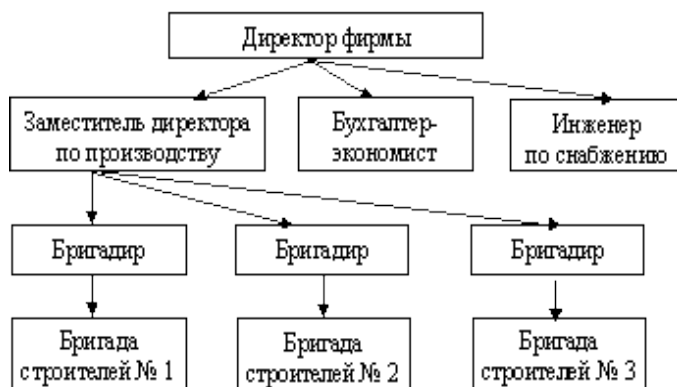 Директор фирмы
Заместитель директора
по производству
Бухгалтер-
экономист
Инженер
по снабжению
Бригадир
Бригадир
Бригадир
Бригада
строителей № 1
Бригада
строителей № 2
Бригада
строителей № 3